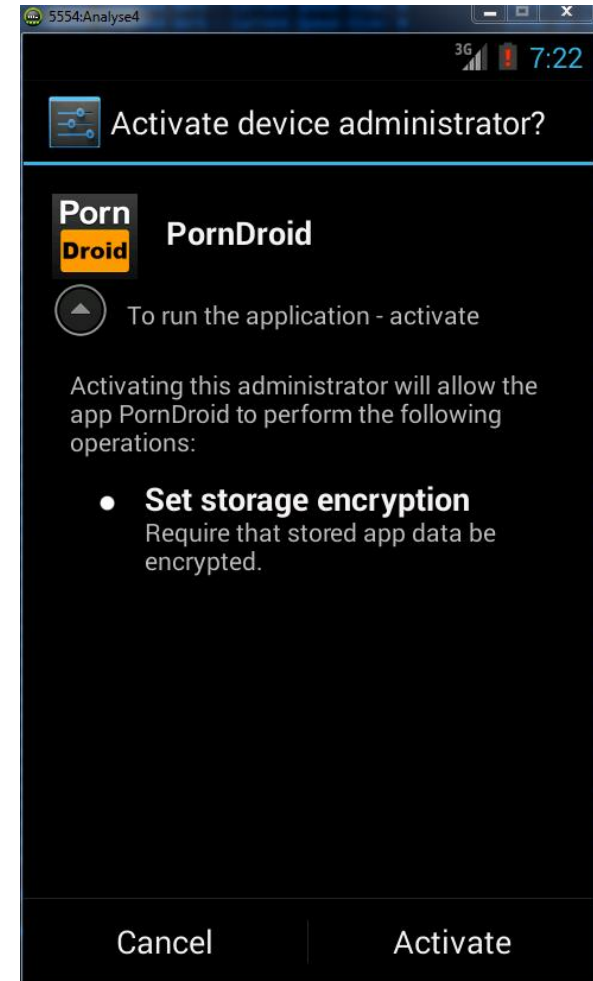 5554:Analyse4
3G 7:22
Activate device administrator?
Porn
Droid
PornDroid
To run the application - activate
Activating this administrator will allow the
app PornDroid to perform the following
operations:
Set storage encryption
Require that stored app data be
encrypted.
Cancel
Activate